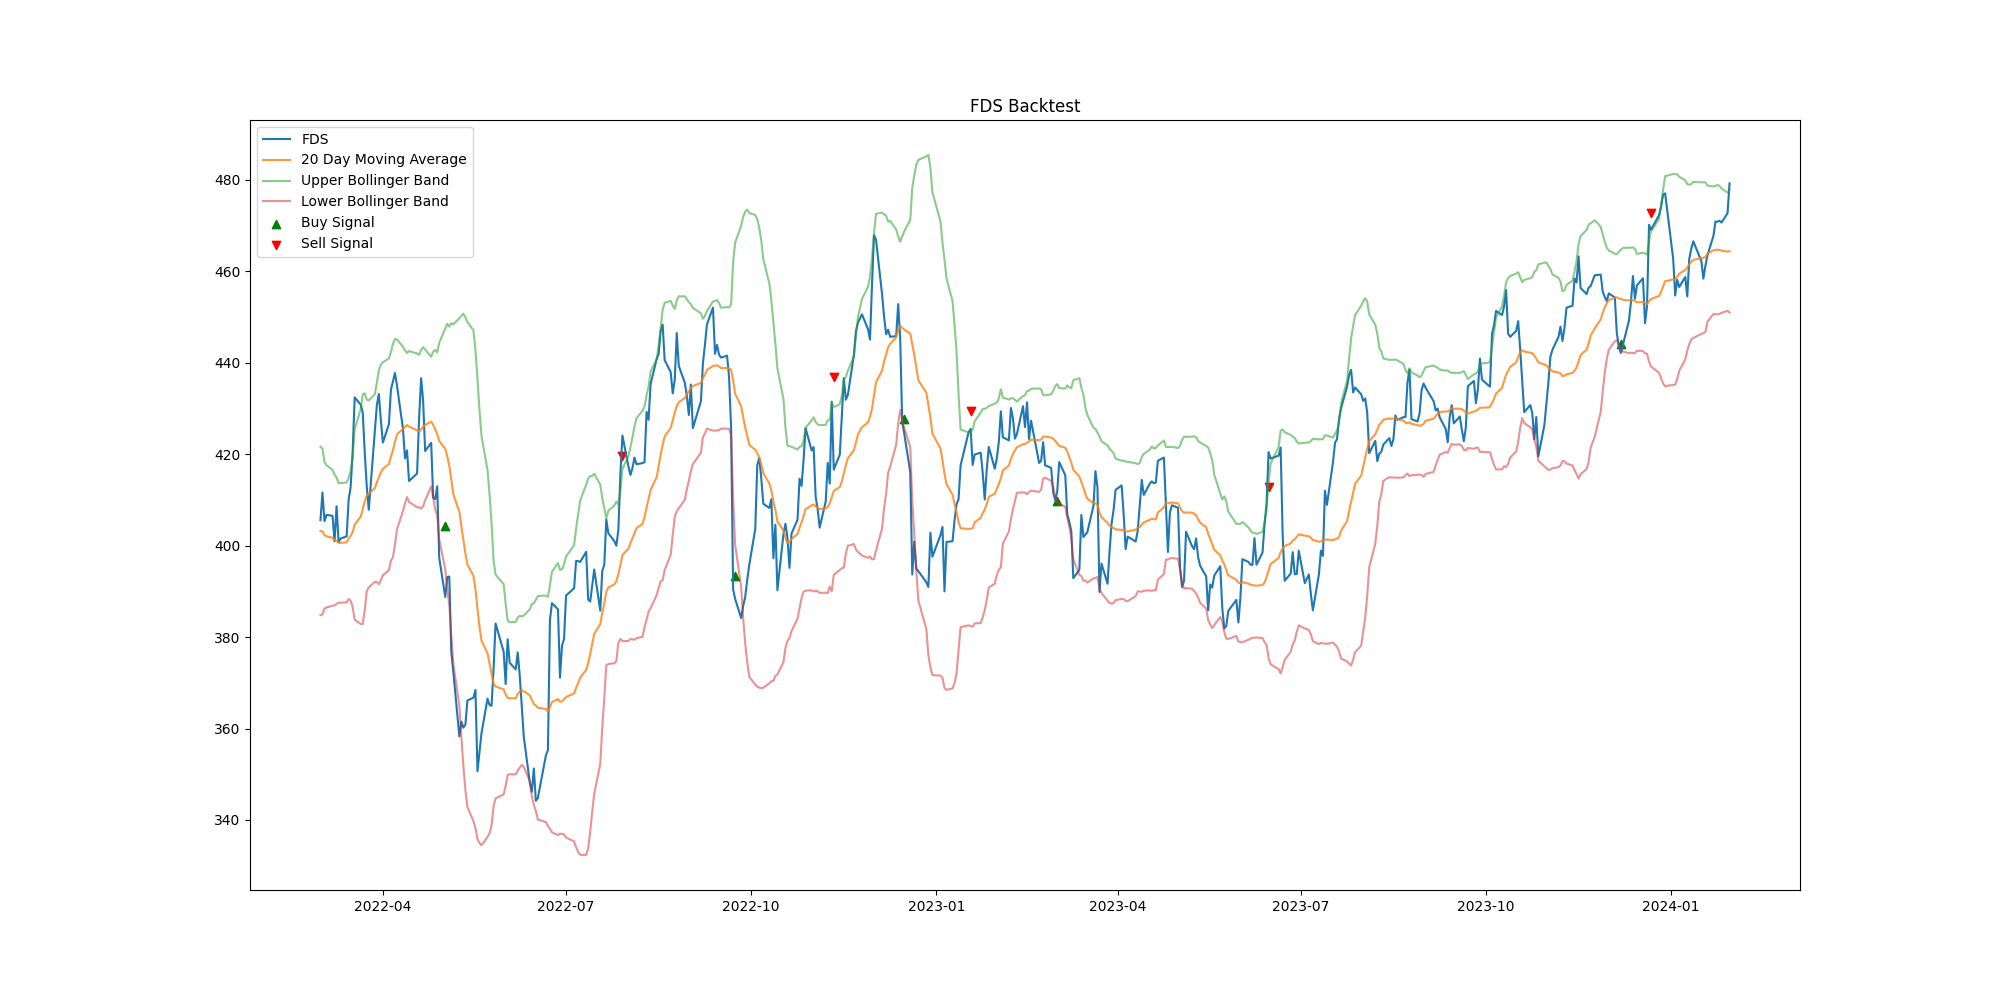 FDS Backtest
FDS
20 Day Moving Average
Upper Bollinger Band
Lower Bollinger Band
Buy Signal
Sell Signal
480
460
440
420
400
380
360
340
2022-04
2022-07
2022-10
2023-01
2023-04
2023-07
2023-10
2024-01